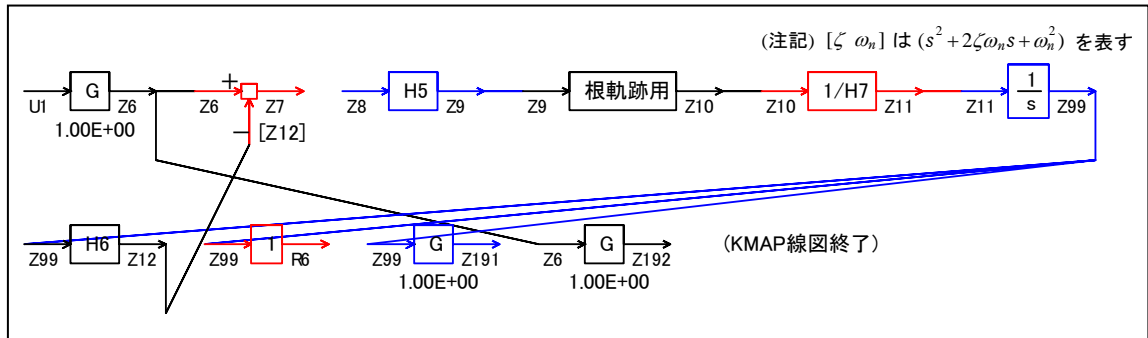 (注記) [ζ ωn] は (s²+2ζωns+ωn²) を表す
U1 G Z6 Z6 + Z7 Z8 H5 Z9 Z9 根軌跡用 Z10 Z10 1/H7 Z11 Z11 1/s Z99
1.00E+00 − [Z12]
Z99 H6 Z12 Z99 I R6 Z99 G Z191 Z6 G Z192 (KMAP線図終了)
1.00E+00 1.00E+00